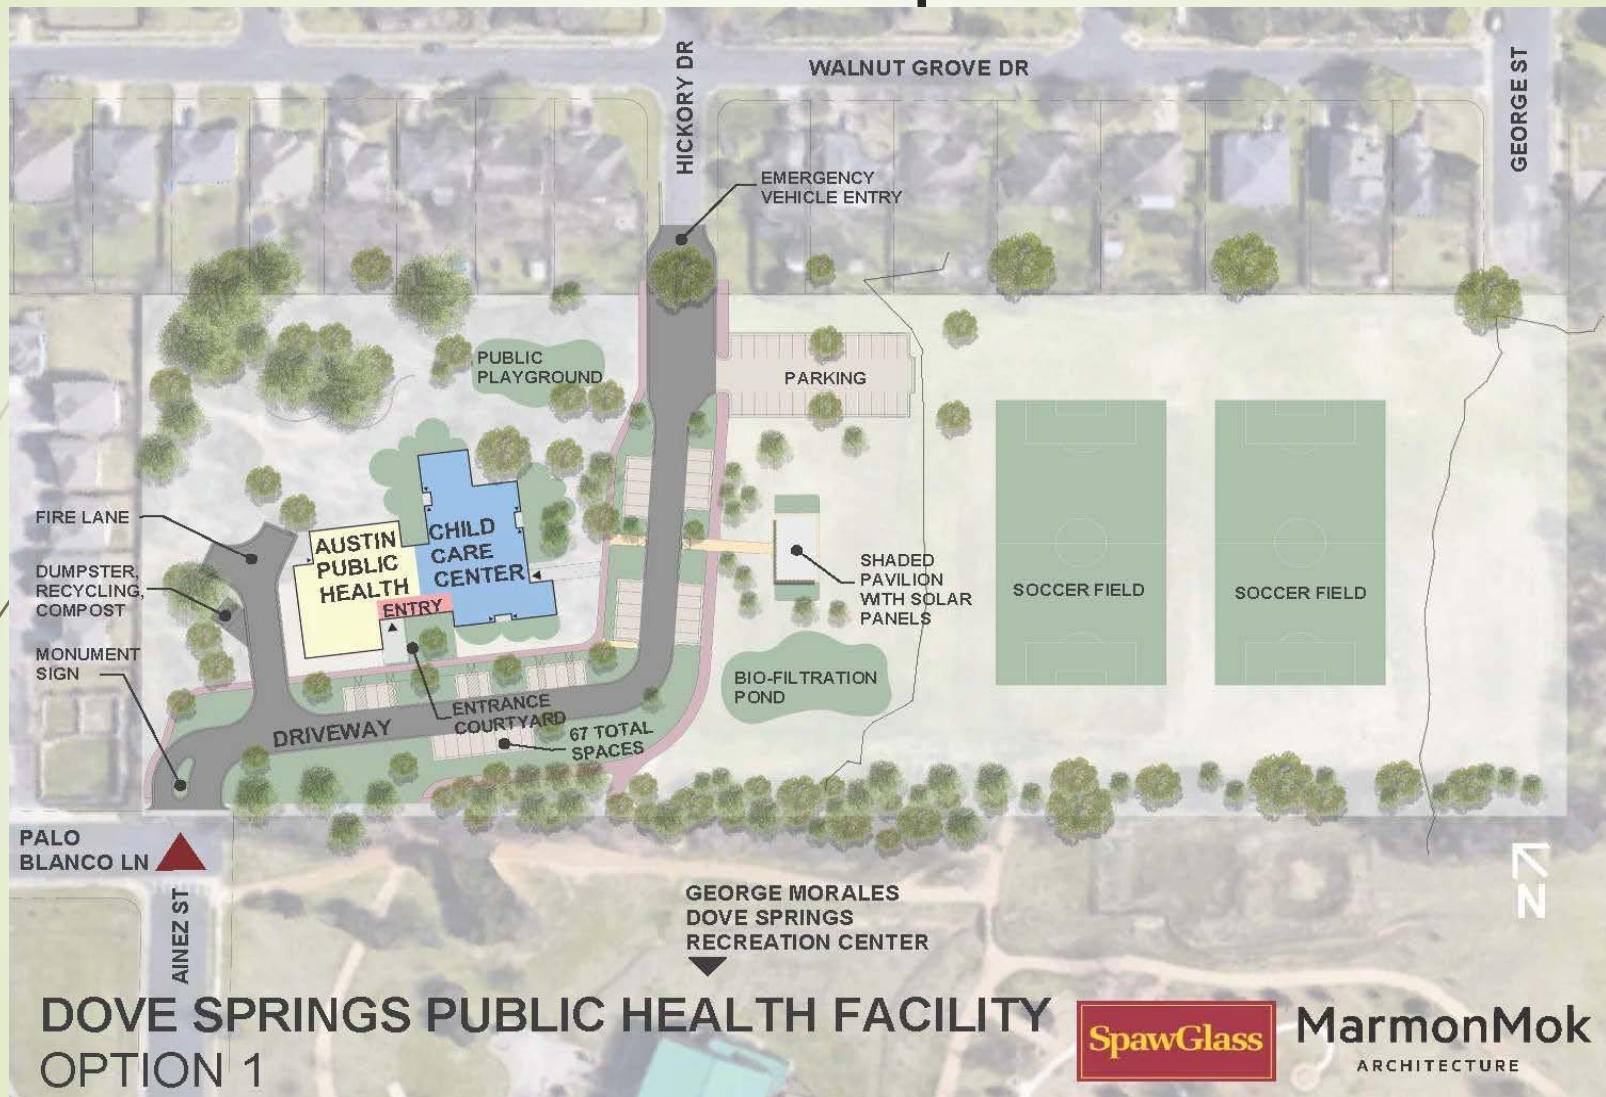 WALNUT GROVE DR
HICKORY DR
GEORGE ST
EMERGENCY
VEHICLE ENTRY
PUBLIC
PLAYGROUND
PARKING
FIRE LANE
DUMPSTER,
RECYCLING,
COMPOST
MONUMENT
SIGN
AUSTIN
PUBLIC
HEALTH
CHILD
CARE
CENTER
ENTRY
SHADED
PAVILION
WITH SOLAR
PANELS
SOCCER FIELD
SOCCER FIELD
BIO-FILTRATION
POND
ENTRANCE
COURTYARD
DRIVEWAY
67 TOTAL
SPACES
PALO
BLANCO LN
AINEZ ST
GEORGE MORALES
DOVE SPRINGS
RECREATION CENTER
N
DOVE SPRINGS PUBLIC HEALTH FACILITY
OPTION 1
SpawGlass
MarmonMok
ARCHITECTURE